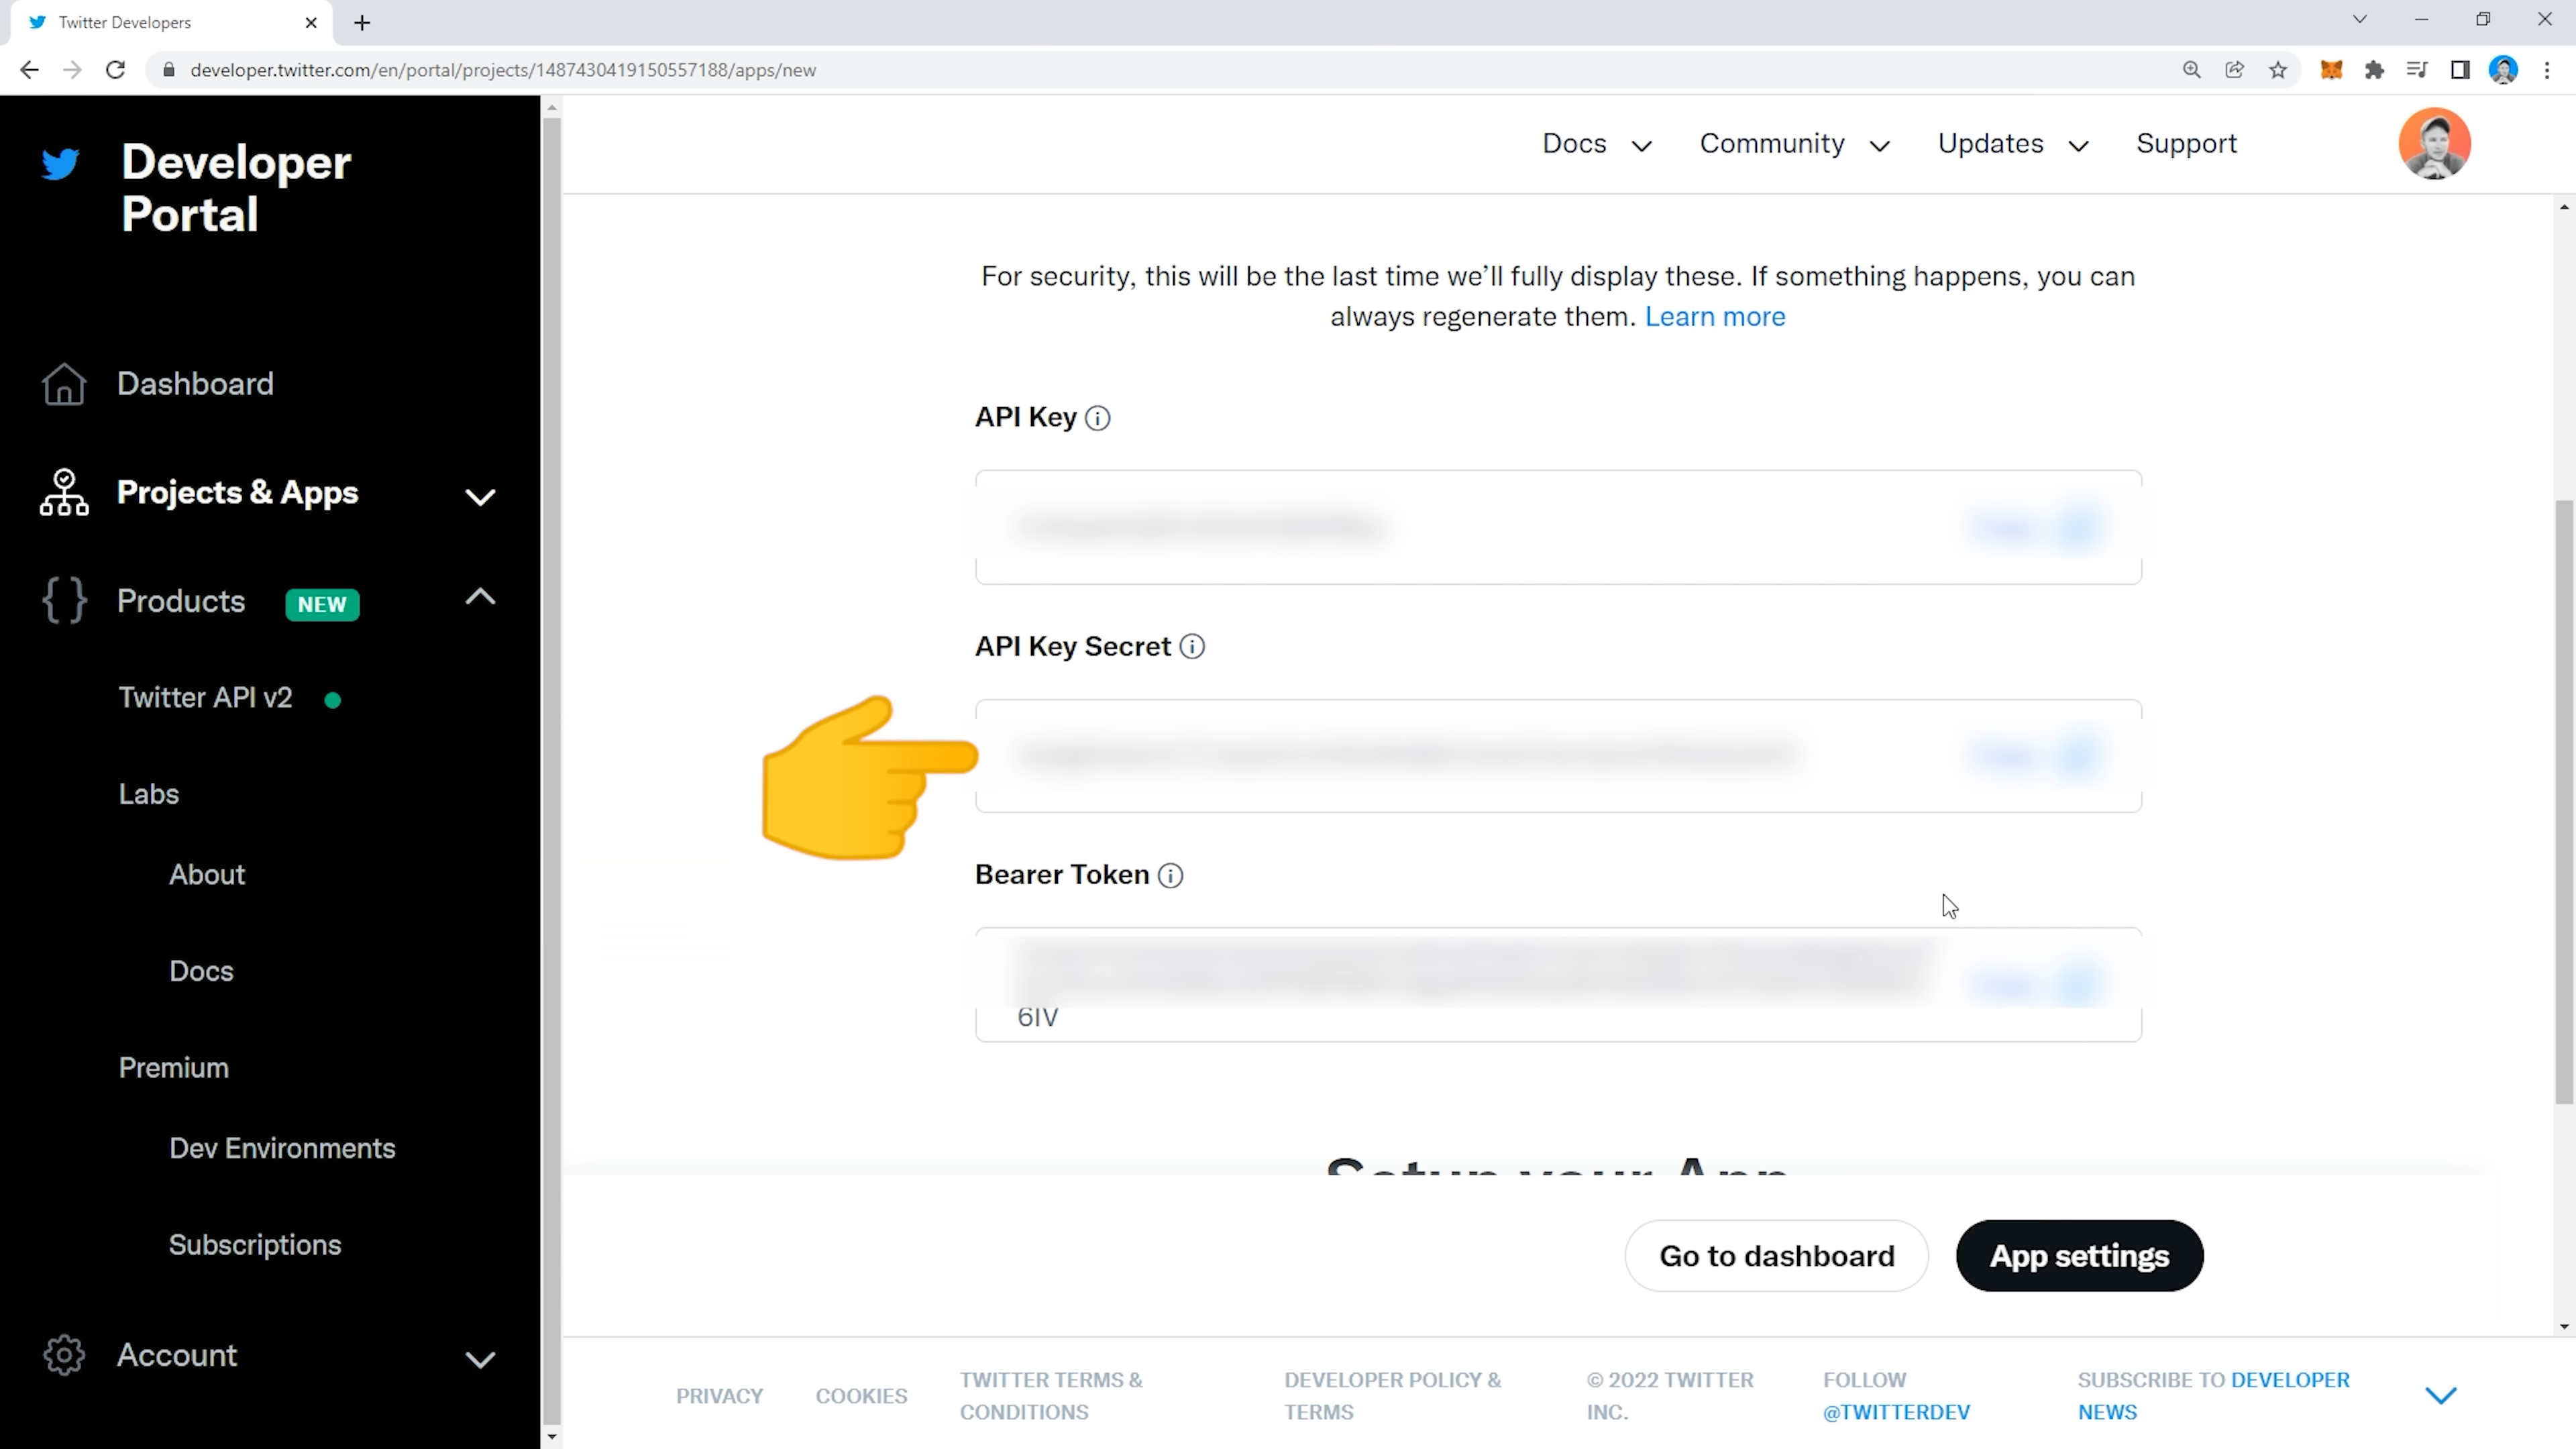 Twitter Developers
developer.twitter.com/en/portal/projects/1487430419150557188/apps/new
Developer
Portal
Dashboard
Projects & Apps
Products NEW
Twitter API v2
Labs
About
Docs
Premium
Dev Environments
Subscriptions
Account
Docs Community Updates Support
For security, this will be the last time we’ll fully display these. If something happens, you can
always regenerate them. Learn more
API Key
API Key Secret
Bearer Token
6IV
Setup your App
Go to dashboard App settings
PRIVACY
COOKIES
TWITTER TERMS &
CONDITIONS
DEVELOPER POLICY &
TERMS
© 2022 TWITTER
INC.
FOLLOW
@TWITTERDEV
SUBSCRIBE TO DEVELOPER
NEWS